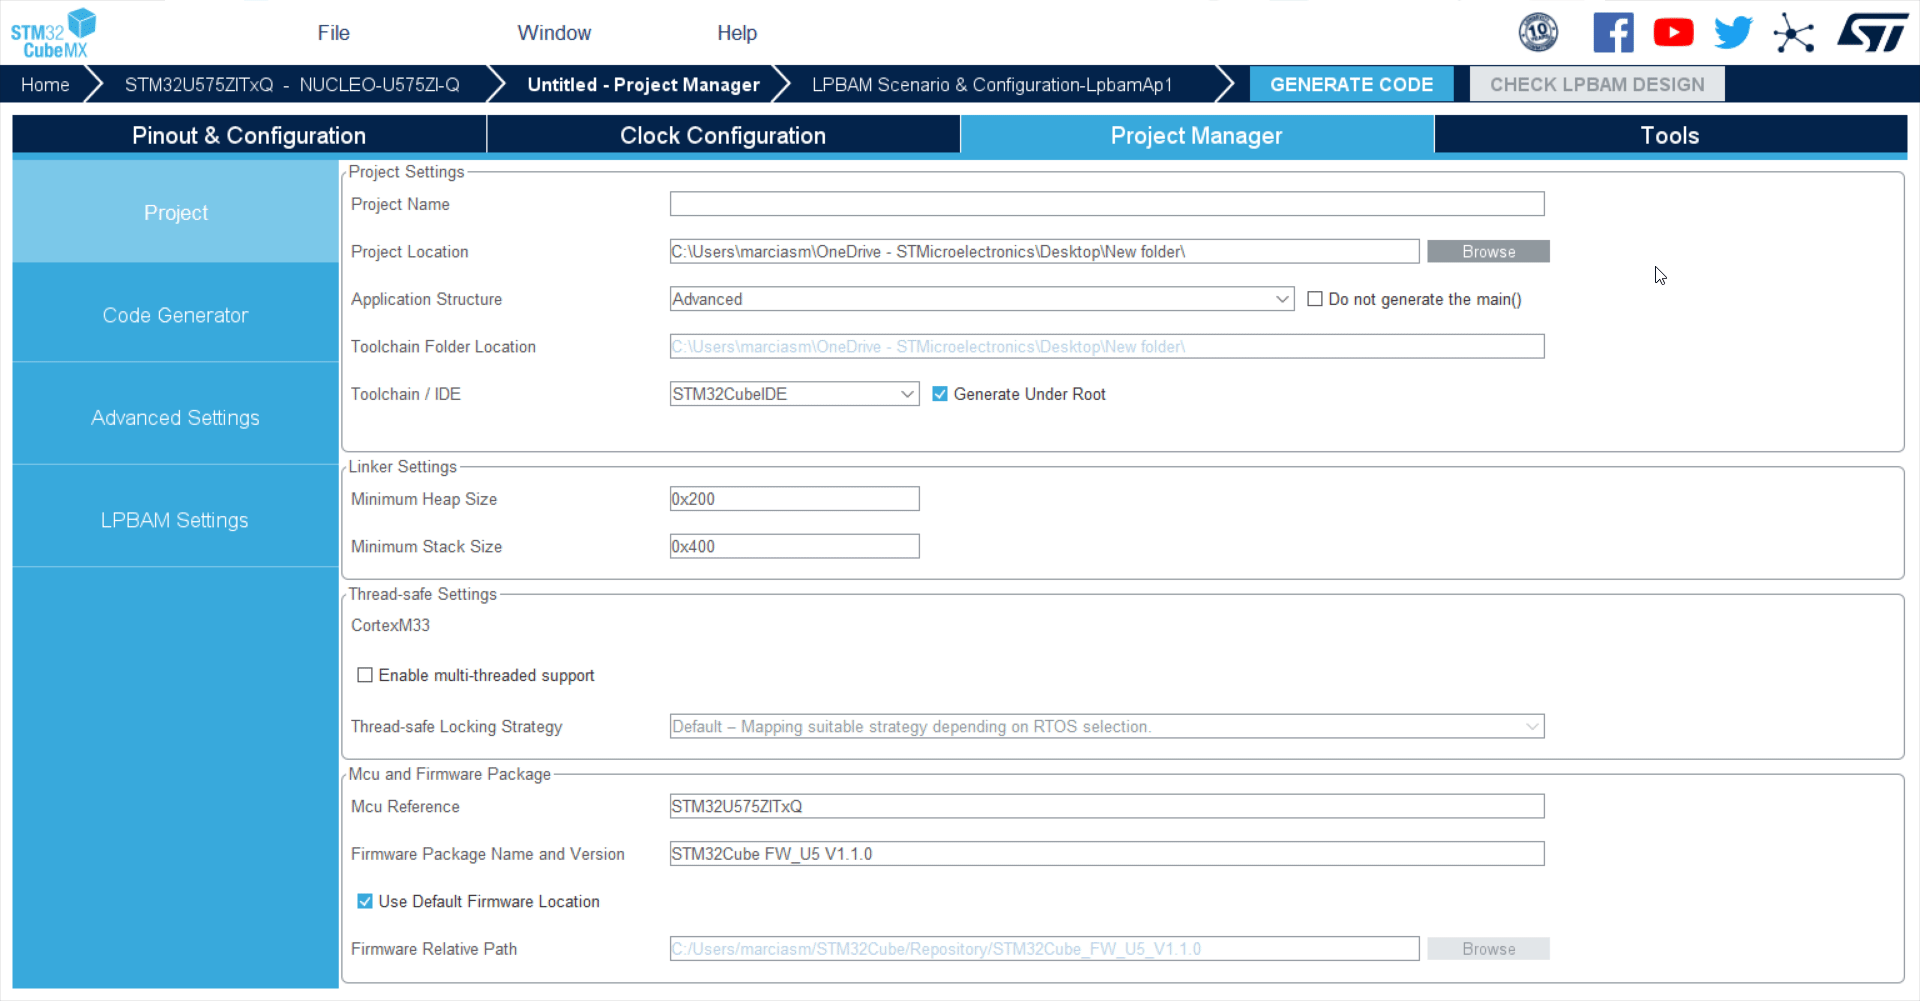 STM32
CubeMX
File
Window
Help
10
Home
STM32U575ZITxQ - NUCLEO-U575ZI-Q
Untitled - Project Manager
LPBAM Scenario & Configuration-LpbamAp1
GENERATE CODE
CHECK LPBAM DESIGN
Pinout & Configuration
Clock Configuration
Project Manager
Tools
Project
Code Generator
Advanced Settings
LPBAM Settings
Project Settings
Project Name
Project Location
C:\Users\marciasm\OneDrive - STMicroelectronics\Desktop\New folder\
Browse
Application Structure
Advanced
Do not generate the main()
Toolchain Folder Location
C:\Users\marciasm\OneDrive - STMicroelectronics\Desktop\New folder\
Toolchain / IDE
STM32CubeIDE
Generate Under Root
Linker Settings
Minimum Heap Size
0x200
Minimum Stack Size
0x400
Thread-safe Settings
CortexM33
Enable multi-threaded support
Thread-safe Locking Strategy
Default – Mapping suitable strategy depending on RTOS selection.
Mcu and Firmware Package
Mcu Reference
STM32U575ZITxQ
Firmware Package Name and Version
STM32Cube FW_U5 V1.1.0
Use Default Firmware Location
Firmware Relative Path
C:/Users/marciasm/STM32Cube/Repository/STM32Cube_FW_U5_V1.1.0
Browse